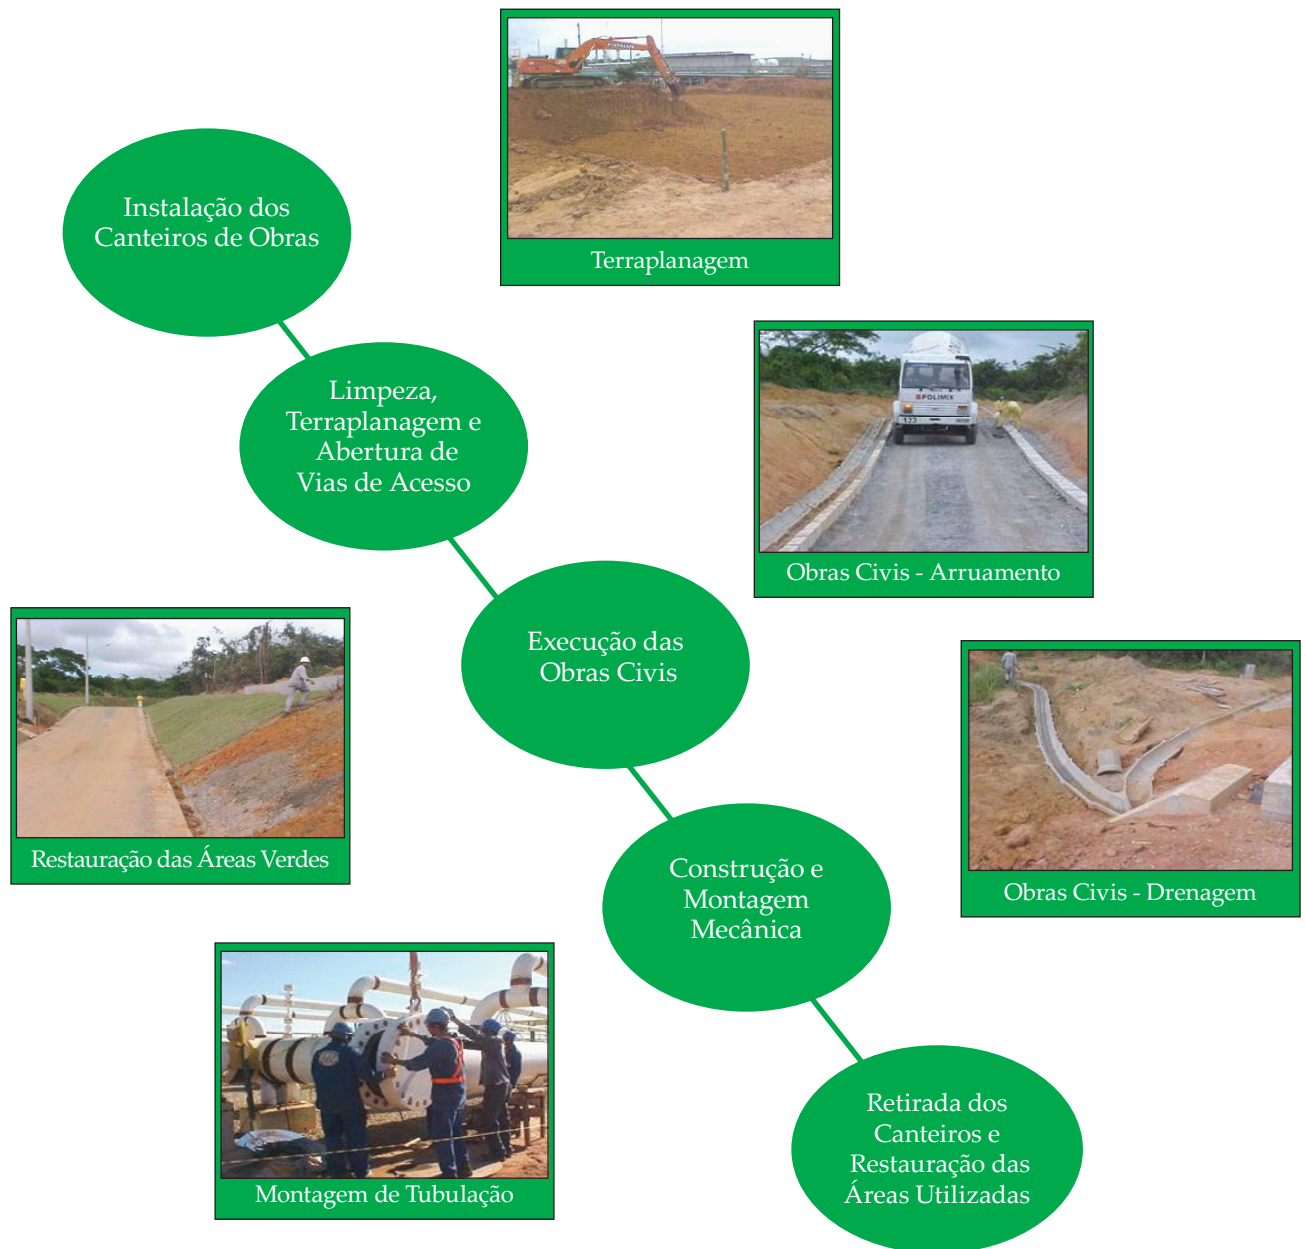 FIATALLIS
Terraplanagem
Instalação dos
Canteiros de Obras
Limpeza,
Terraplanagem e
Abertura de
Vias de Acesso
POLIMIX
Obras Civis - Arruamento
Execução das
Obras Civis
Restauração das Áreas Verdes
Obras Civis - Drenagem
Construção e
Montagem
Mecânica
Montagem de Tubulação
Retirada dos
Canteiros e
Restauração das
Áreas Utilizadas